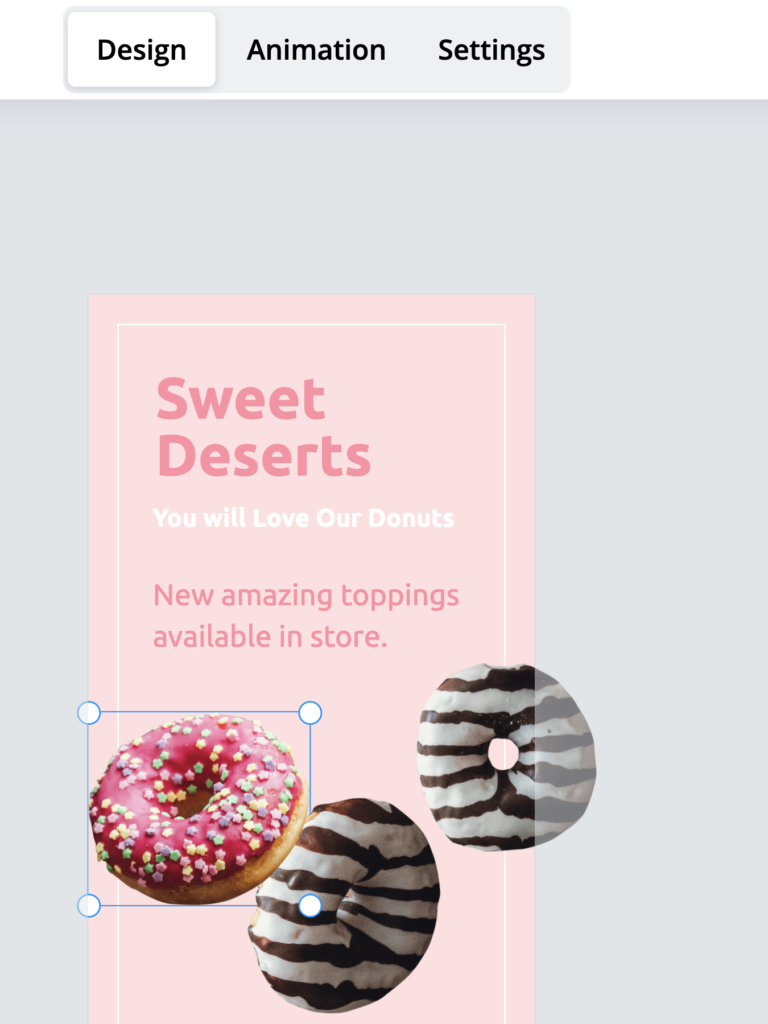 Design Animation Settings
Sweet
Deserts
You will Love Our Donuts
New amazing toppings
available in store.